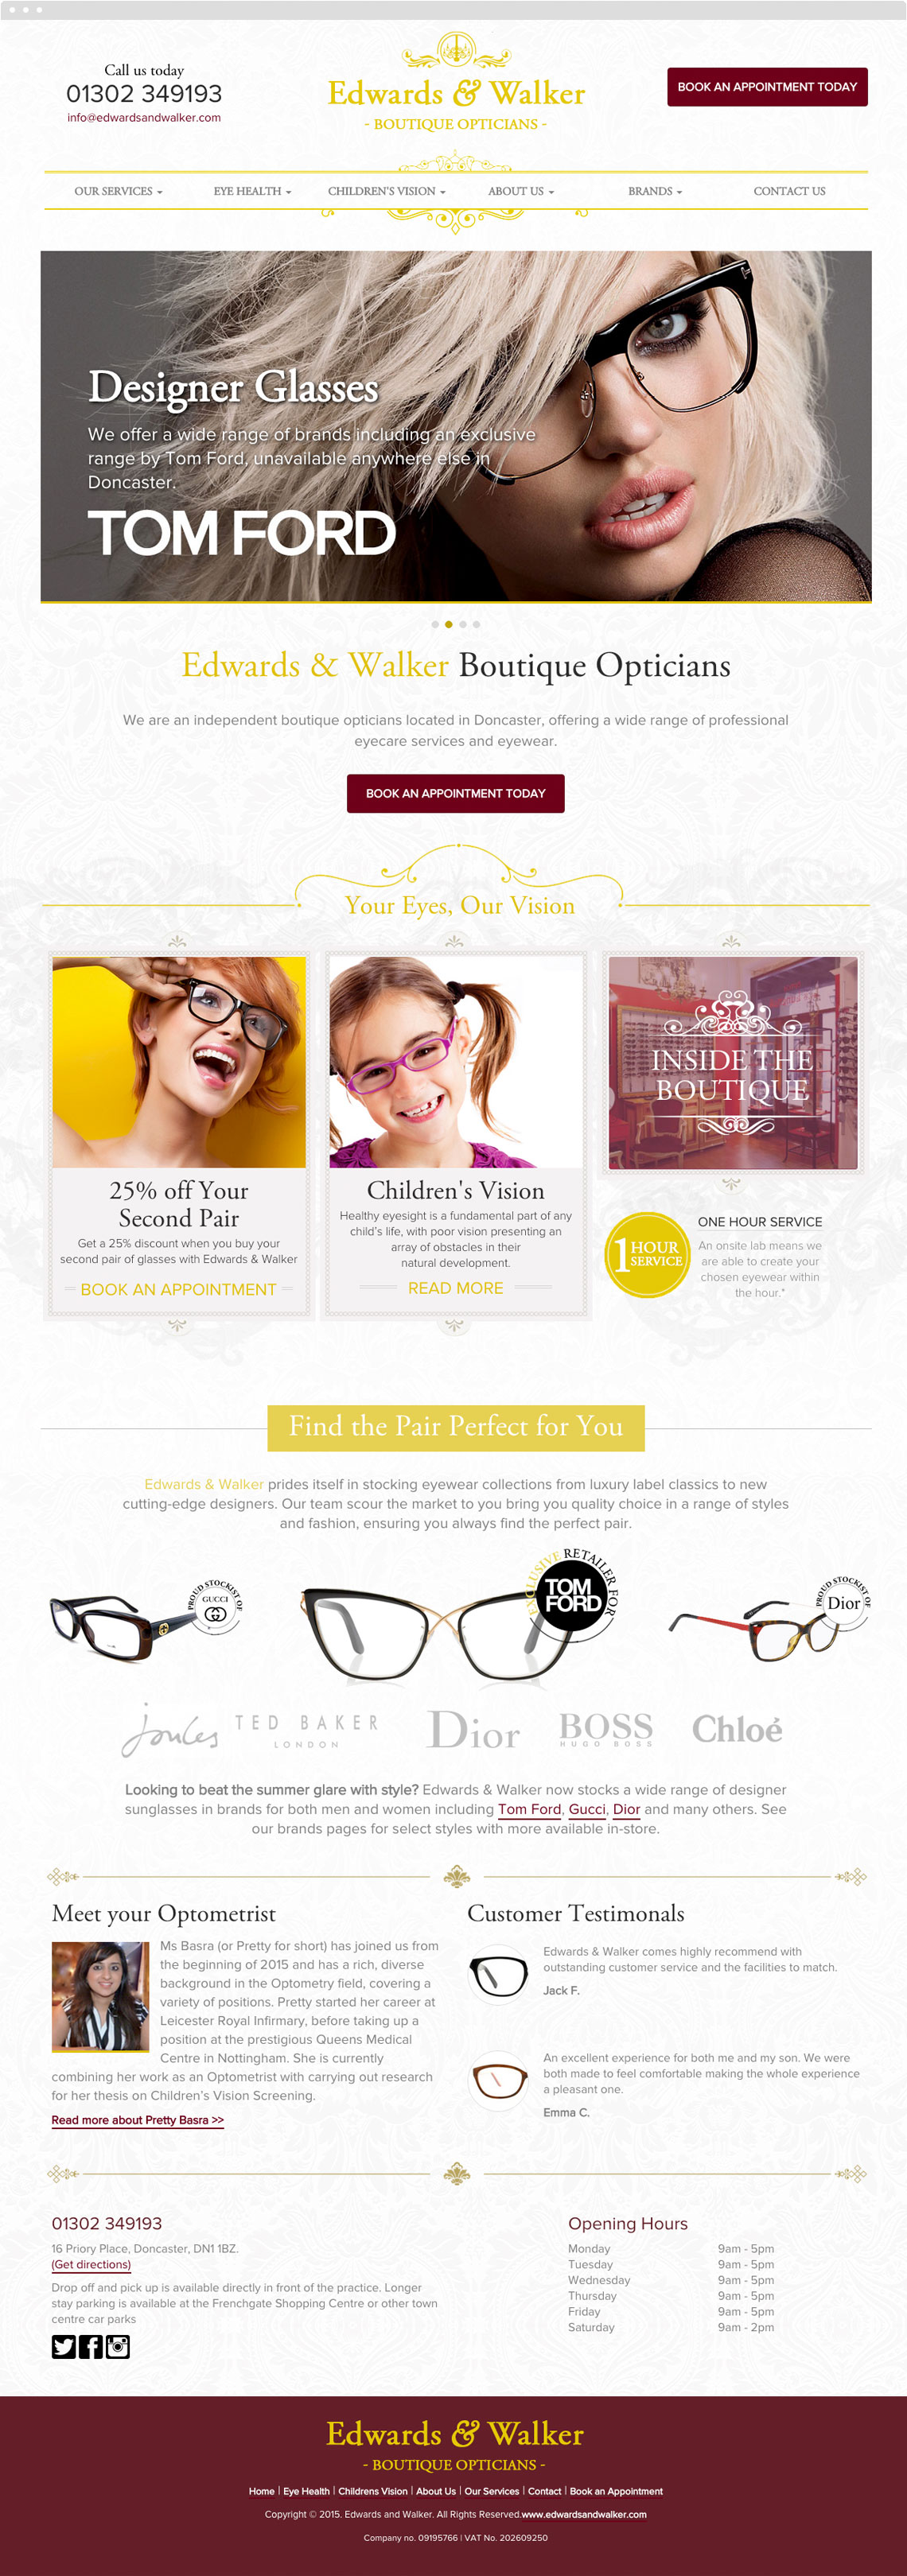 Call us today
01302 349193
info@edwardsandwalker.com
Edwards & Walker
- BOUTIQUE OPTICIANS -
BOOK AN APPOINTMENT TODAY
OUR SERVICES
EYE HEALTH
CHILDREN'S VISION
ABOUT US
BRANDS
CONTACT US
Designer Glasses
We offer a wide range of brands including an exclusive
range by Tom Ford, unavailable anywhere else in
Doncaster.
TOM FORD
Edwards & Walker Boutique Opticians
We are an independent boutique opticians located in Doncaster, offering a wide range of professional
eyecare services and eyewear.
BOOK AN APPOINTMENT TODAY
Your Eyes, Our Vision
25% off Your
Second Pair
Get a 25% discount when you buy your
second pair of glasses with Edwards & Walker
BOOK AN APPOINTMENT
Children's Vision
Healthy eyesight is a fundamental part of any
child's life, with poor vision presenting an
array of obstacles in their
natural development.
READ MORE
INSIDE THE
BOUTIQUE
1 HOUR
SERVICE
ONE HOUR SERVICE
An onsite lab means we
are able to create your
chosen eyewear within
the hour.*
Find the Pair Perfect for You
Edwards & Walker prides itself in stocking eyewear collections from luxury label classics to new
cutting-edge designers. Our team scour the market to you bring you quality choice in a range of styles
and fashion, ensuring you always find the perfect pair.
PROUD STOCKIST OF
GUCCI
EXCLUSIVE RETAILER FOR
TOM
FORD
PROUD STOCKIST OF
Dior
Joules
TED BAKER
LONDON
Dior
BOSS
HUGO BOSS
Chloé
Looking to beat the summer glare with style? Edwards & Walker now stocks a wide range of designer
sunglasses in brands for both men and women including Tom Ford, Gucci, Dior and many others. See
our brands pages for select styles with more available in-store.
Meet your Optometrist
Ms Basra (or Pretty for short) has joined us from
the beginning of 2015 and has a rich, diverse
background in the Optometry field, covering a
variety of positions. Pretty started her career at
Leicester Royal Infirmary, before taking up a
position at the prestigious Queens Medical
Centre in Nottingham. She is currently
combining her work as an Optometrist with carrying out research
for her thesis on Children's Vision Screening.
Read more about Pretty Basra >>
Customer Testimonals
Edwards & Walker comes highly recommend with
outstanding customer service and the facilities to match.
Jack F.
An excellent experience for both me and my son. We were
both made to feel comfortable making the whole experience
a pleasant one.
Emma C.
01302 349193
16 Priory Place, Doncaster, DN1 1BZ.
(Get directions)
Drop off and pick up is available directly in front of the practice. Longer
stay parking is available at the Frenchgate Shopping Centre or other town
centre car parks
Opening Hours
Monday 9am - 5pm
Tuesday 9am - 5pm
Wednesday 9am - 5pm
Thursday 9am - 5pm
Friday 9am - 5pm
Saturday 9am - 2pm
Edwards & Walker
- BOUTIQUE OPTICIANS -
Home | Eye Health | Childrens Vision | About Us | Our Services | Contact | Book an Appointment
Copyright © 2015. Edwards and Walker. All Rights Reserved.www.edwardsandwalker.com
Company no. 09195766 | VAT No. 202609250